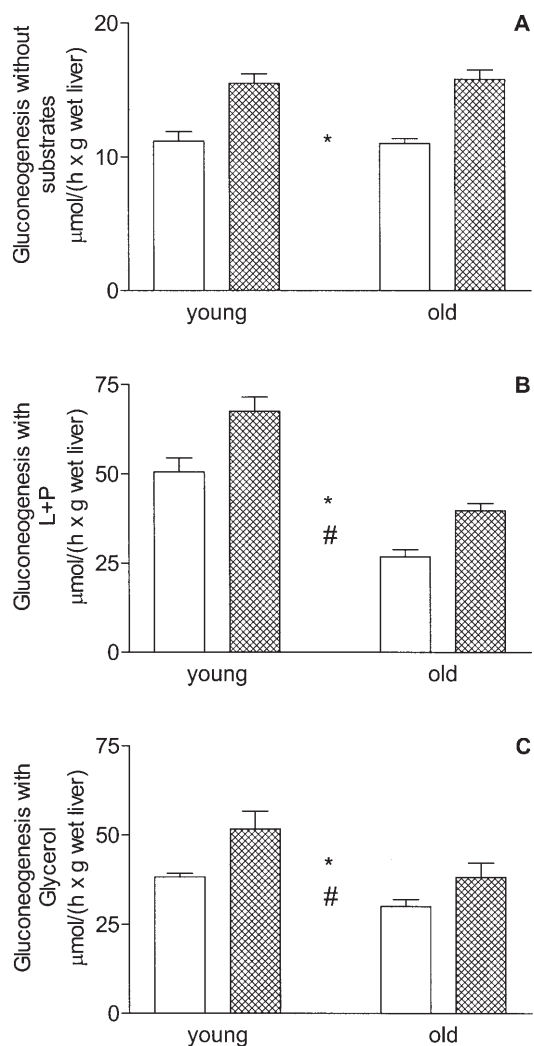 A
Gluconeogenesis without
substrates
μmol/(h x g wet liver)
20
10
0
*
young
old
B
Gluconeogenesis with
L+P
μmol/(h x g wet liver)
75
50
25
0
*
#
young
old
C
Gluconeogenesis with
Glycerol
μmol/(h x g wet liver)
75
50
25
0
*
#
young
old